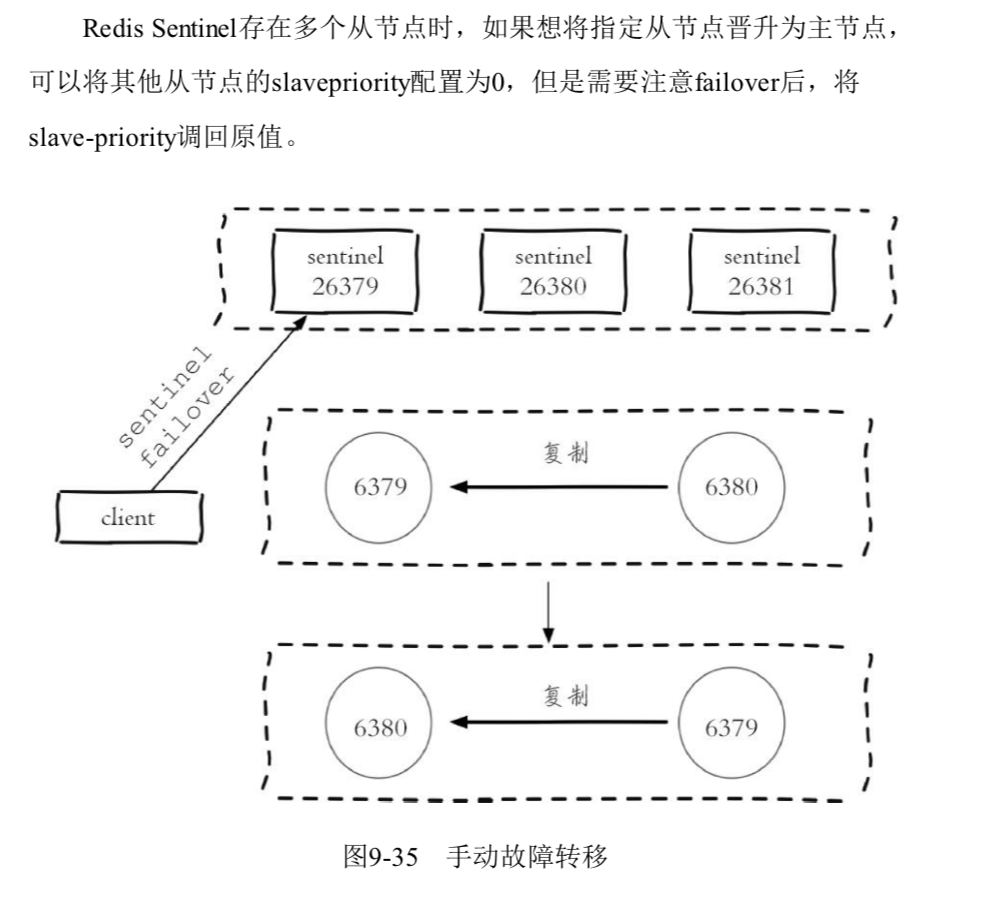 Redis Sentinel存在多个从节点时，如果想将指定从节点晋升为主节点，
可以将其他从节点的slavepriority配置为0，但是需要注意failover后，将
slave-priority调回原值。
sentinel
26379
sentinel
26380
sentinel
26381
sentinel
failover
client
6379
复制
6380
6380
复制
6379
图9-35 手动故障转移